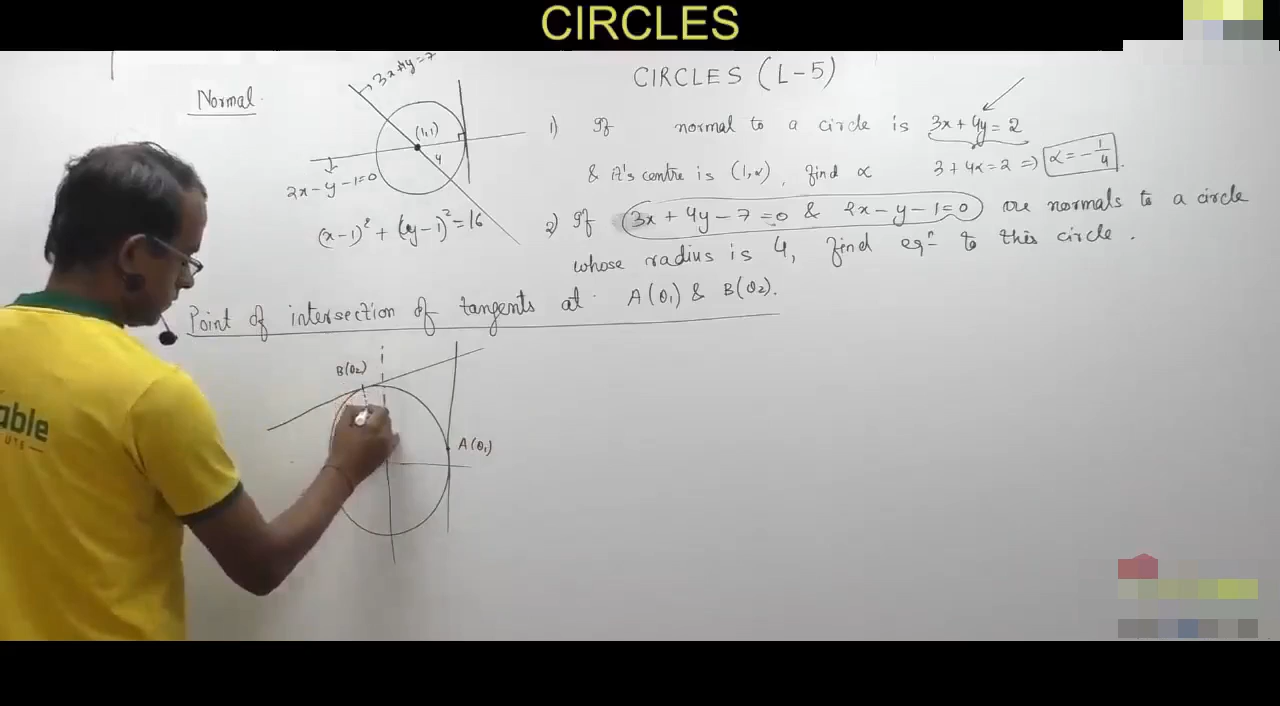 CIRCLES
CIRCLES (L-5)
Normal.
3x+4y=7
(1,1)
4
2x-y-1=0
(x-1)² + (y-1)² = 16
1) If normal to a circle is 3x+4y=2
& it's centre is (1,α), find α 3+4α=2 ⇒ α=-1/4.
2) If 3x+4y-7=0 & 2x-y-1=0 are normals to a circle
whose radius is 4, find eqⁿ to this circle.
Point of intersection of tangents at A(θ1) & B(θ2).
B(θ2)
A(θ1)
able
UTE